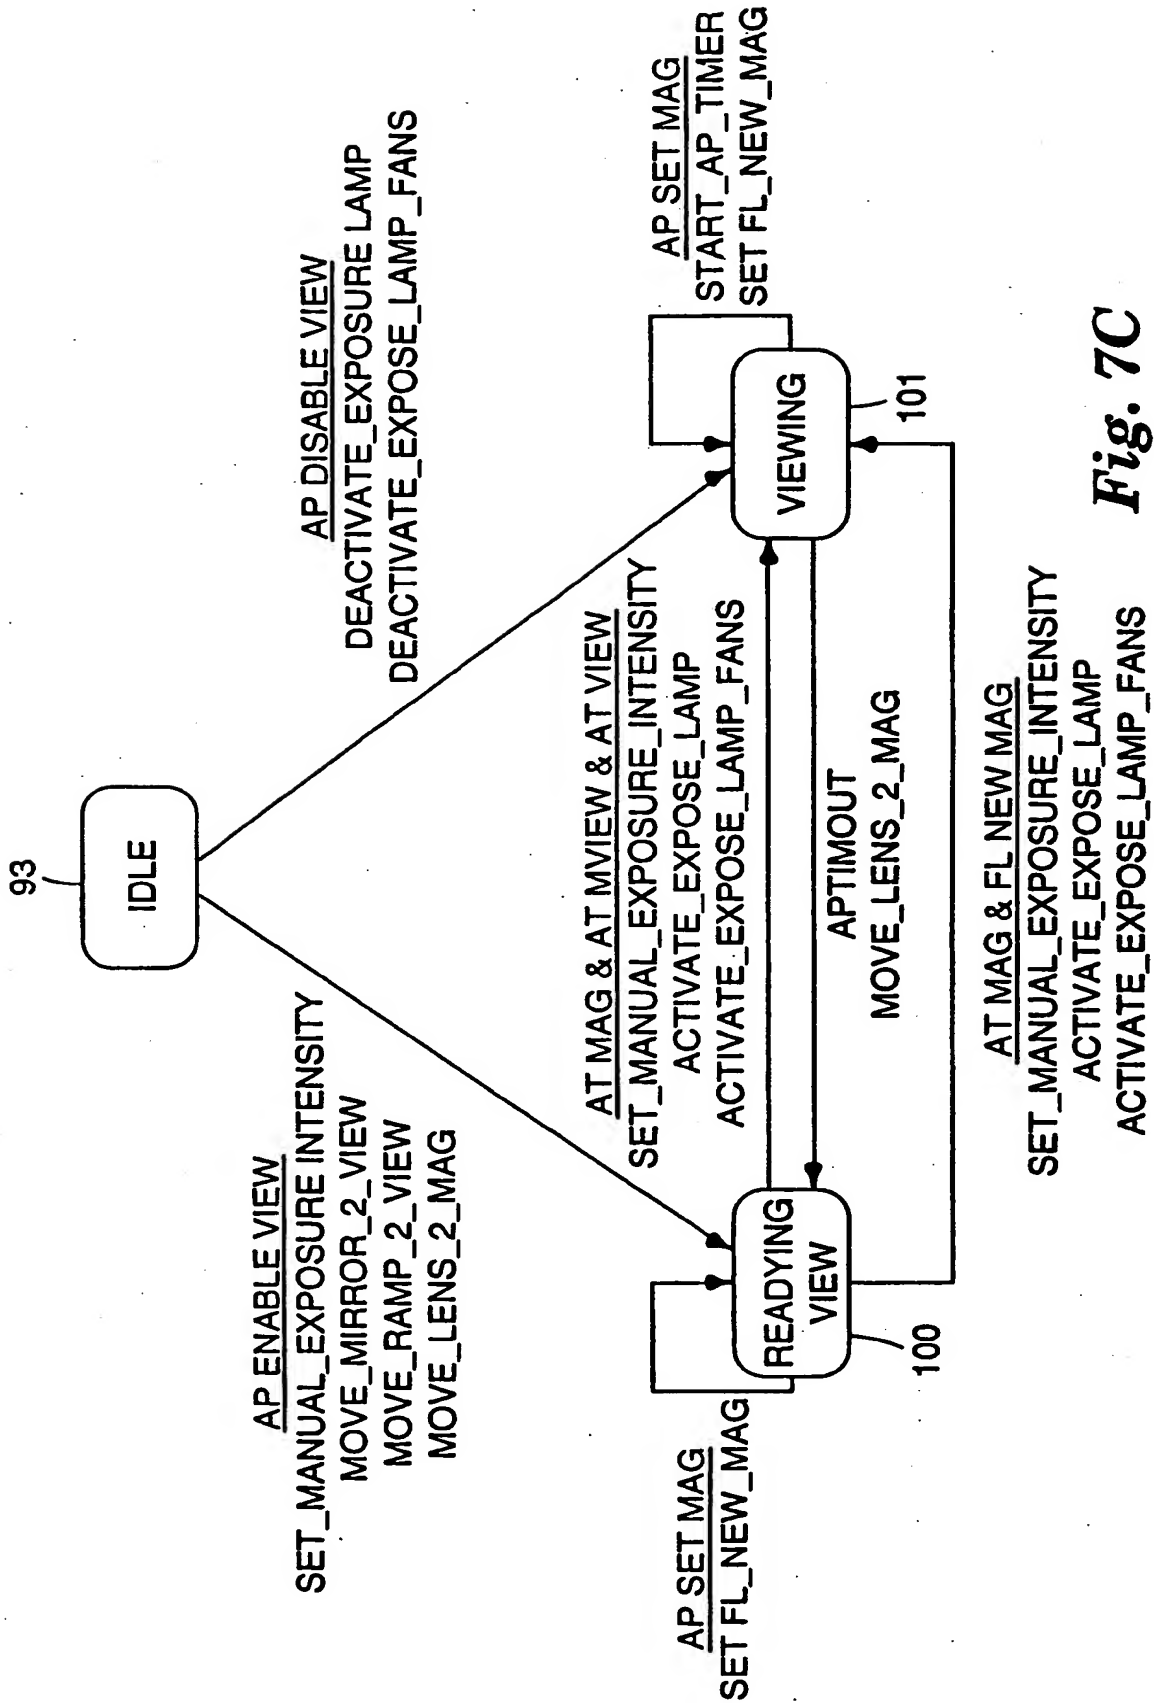 93
IDLE
AP ENABLE VIEW
SET_MANUAL_EXPOSURE INTENSITY
MOVE_MIRROR_2_VIEW
MOVE_RAMP_2_VIEW
MOVE_LENS_2_MAG
AP DISABLE VIEW
DEACTIVATE_EXPOSURE LAMP
DEACTIVATE_EXPOSE_LAMP_FANS
AT MAG & AT MVIEW & AT VIEW
SET_MANUAL_EXPOSURE_INTENSITY
ACTIVATE_EXPOSE_LAMP
ACTIVATE_EXPOSE_LAMP_FANS
AP SET MAG
SET FL_NEW_MAG
READYING
VIEW
100
APTIMOUT
MOVE_LENS_2_MAG
VIEWING
101
AP SET MAG
START_AP_TIMER
SET FL_NEW_MAG
AT MAG & FL NEW MAG
SET_MANUAL_EXPOSURE_INTENSITY
ACTIVATE_EXPOSE_LAMP
ACTIVATE_EXPOSE_LAMP_FANS
Fig. 7C